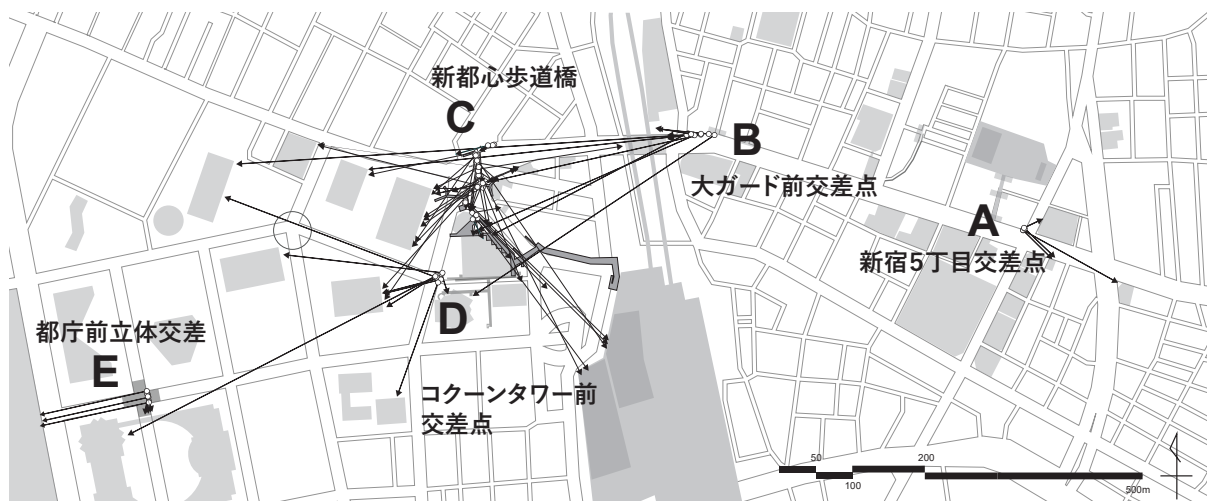 新都心歩道橋
C
B
大ガード前交差点
A
新宿5丁目交差点
D
都庁前立体交差
E
コクーンタワー前
交差点
50
200
100
500m